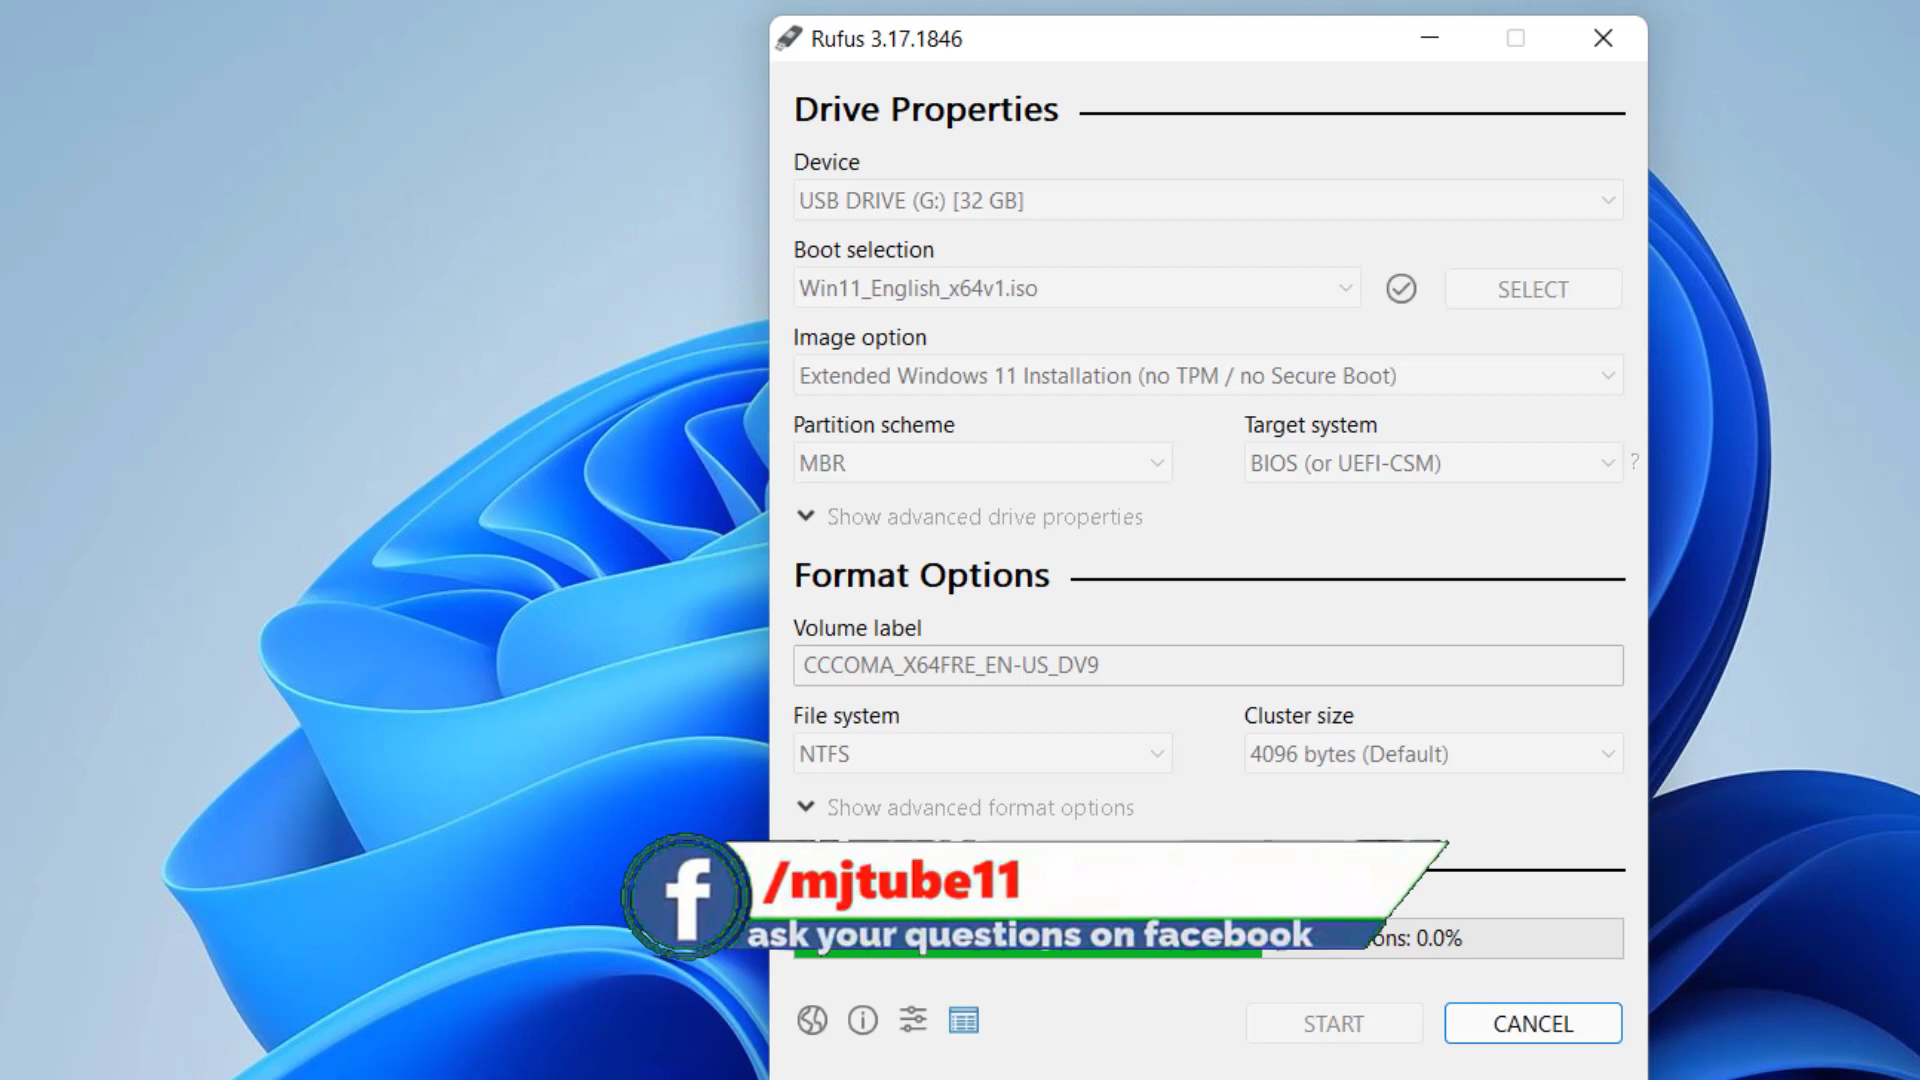 Rufus 3.17.1846
Drive Properties
Device
USB DRIVE (G:) [32 GB]
Boot selection
Win11_English_x64v1.iso
SELECT
Image option
Extended Windows 11 Installation (no TPM / no Secure Boot)
Partition scheme
Target system
MBR
BIOS (or UEFI-CSM)
?
Show advanced drive properties
Format Options
Volume label
CCCOMA_X64FRE_EN-US_DV9
File system
Cluster size
NTFS
4096 bytes (Default)
Show advanced format options
f
/mjtube11
ask your questions on facebook
0.0%
START
CANCEL